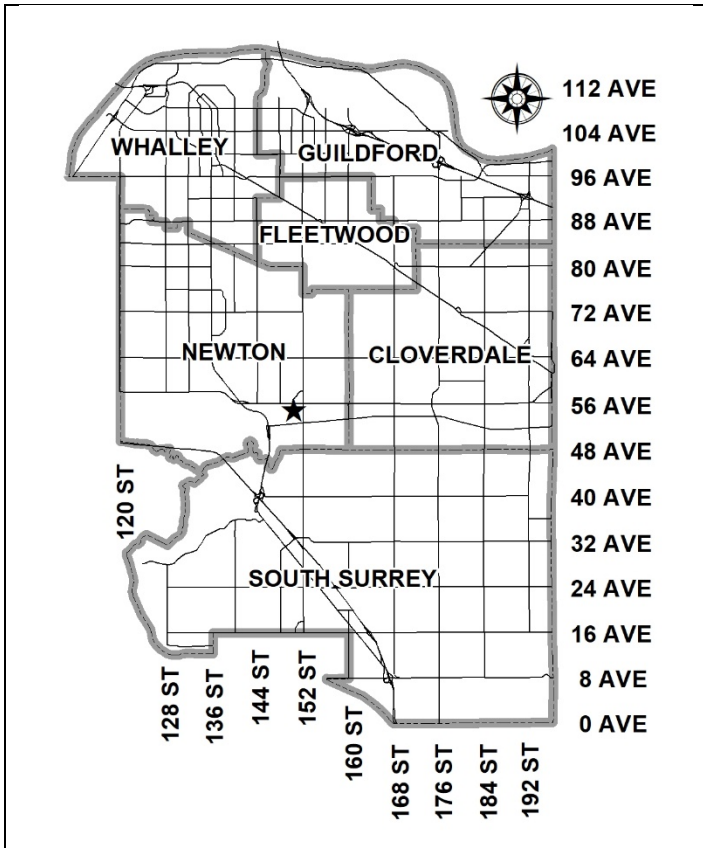 112 AVE
104 AVE
WHALLEY
GUILDFORD
96 AVE
88 AVE
FLEETWOOD
80 AVE
72 AVE
NEWTON
CLOVERDALE
64 AVE
56 AVE
48 AVE
120 ST
40 AVE
32 AVE
SOUTH SURREY
24 AVE
16 AVE
8 AVE
0 AVE
128 ST
136 ST
144 ST
152 ST
160 ST
168 ST
176 ST
184 ST
192 ST